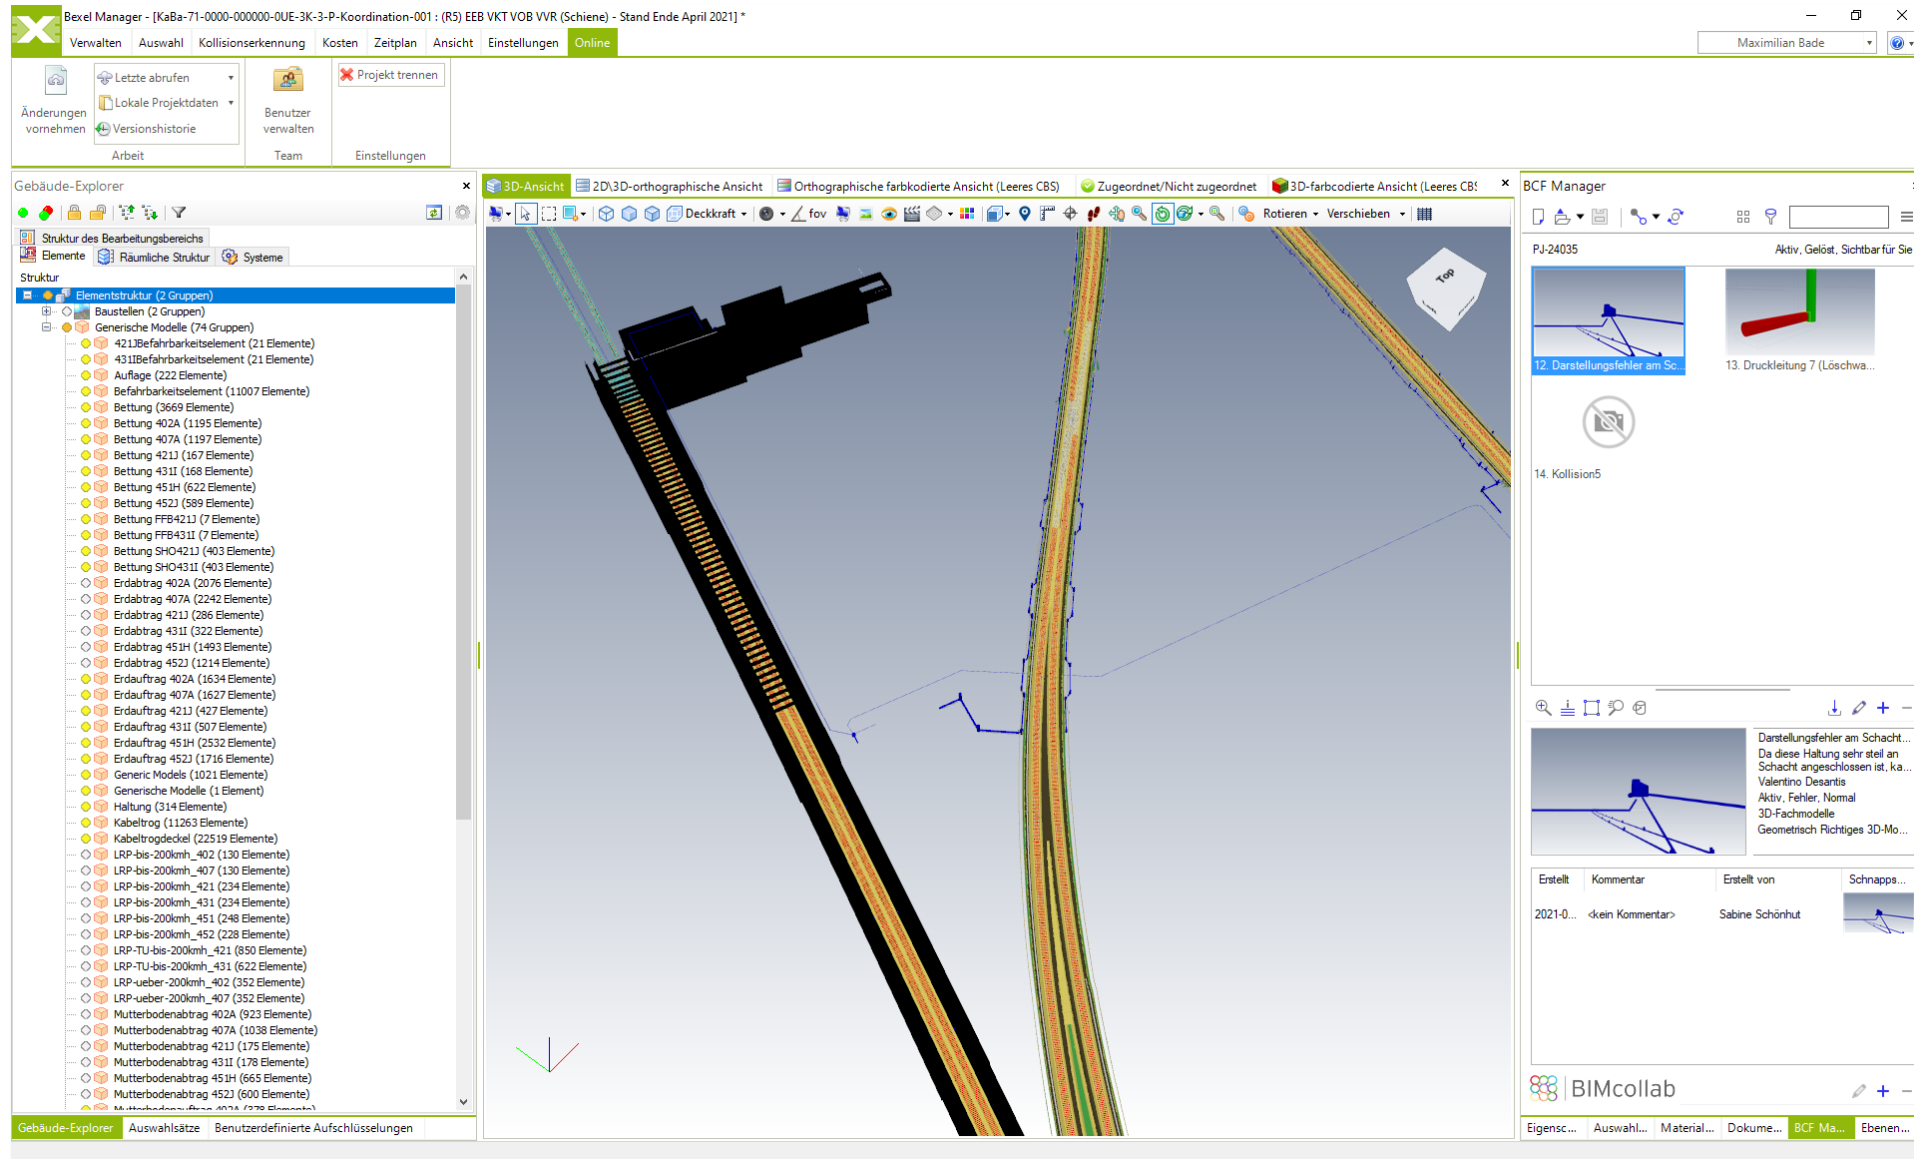 Bexel Manager - [KaBa-71-0000-000000-0UE-3K-3-P-Koordination-001 : (R5) EEB VKT VOB VVR (Schiene) - Stand Ende April 2021] *
Verwalten Auswahl Kollisionserkennung Kosten Zeitplan Ansicht Einstellungen Online
Maximilian Bade
Änderungen vornehmen
Letzte abrufen
Lokale Projektdaten
Versionshistorie
Arbeit
Benutzer verwalten
Team
Projekt trennen
Einstellungen
Gebäude-Explorer
Struktur des Bearbeitungsbereichs
Elemente Räumliche Struktur Systeme
Struktur
Elementstruktur (2 Gruppen)
Baustellen (2 Gruppen)
Generische Modelle (74 Gruppen)
421JBefahrbarkeitselement (21 Elemente)
431IBefahrbarkeitselement (21 Elemente)
Auflage (222 Elemente)
Befahrbarkeitselement (11007 Elemente)
Bettung (3669 Elemente)
Bettung 402A (1195 Elemente)
Bettung 407A (1197 Elemente)
Bettung 421J (167 Elemente)
Bettung 431I (168 Elemente)
Bettung 451H (622 Elemente)
Bettung 452J (589 Elemente)
Bettung FFB421J (7 Elemente)
Bettung FFB431I (7 Elemente)
Bettung SHO421J (403 Elemente)
Bettung SHO431I (403 Elemente)
Erdabtrag 402A (2076 Elemente)
Erdabtrag 407A (2242 Elemente)
Erdabtrag 421J (286 Elemente)
Erdabtrag 431I (322 Elemente)
Erdabtrag 451H (1493 Elemente)
Erdabtrag 452J (1214 Elemente)
Erdauftrag 402A (1634 Elemente)
Erdauftrag 407A (1627 Elemente)
Erdauftrag 421J (427 Elemente)
Erdauftrag 431I (507 Elemente)
Erdauftrag 451H (2532 Elemente)
Erdauftrag 452J (1716 Elemente)
Generic Models (1021 Elemente)
Generische Modelle (1 Element)
Haltung (314 Elemente)
Kabeltrog (11263 Elemente)
Kabeltrogdeckel (22519 Elemente)
LRP-bis-200kmh_402 (130 Elemente)
LRP-bis-200kmh_407 (130 Elemente)
LRP-bis-200kmh_421 (234 Elemente)
LRP-bis-200kmh_431 (234 Elemente)
LRP-bis-200kmh_451 (248 Elemente)
LRP-bis-200kmh_452 (228 Elemente)
LRP-TU-bis-200kmh_421 (850 Elemente)
LRP-TU-bis-200kmh_431 (622 Elemente)
LRP-ueber-200kmh_402 (352 Elemente)
LRP-ueber-200kmh_407 (352 Elemente)
Mutterbodenabtrag 402A (923 Elemente)
Mutterbodenabtrag 407A (1038 Elemente)
Mutterbodenabtrag 421J (175 Elemente)
Mutterbodenabtrag 431I (178 Elemente)
Mutterbodenabtrag 451H (665 Elemente)
Mutterbodenabtrag 452J (600 Elemente)
Mutterbodenauftrag 402A (378 Elemente)
Gebäude-Explorer Auswahlsätze Benutzerdefinierte Aufschlüsselungen
3D-Ansicht 2D\3D-orthographische Ansicht Orthographische farbkodierte Ansicht (Leeres CBS) Zugeordnet/Nicht zugeordnet 3D-farbcodierte Ansicht (Leeres CBS
Deckkraft fov Rotieren Verschieben
Top
BCF Manager
PJ-24035 Aktiv, Gelöst, Sichtbar für Sie
12. Darstellungsfehler am Sc...
13. Druckleitung 7 (Löschwa...
14. Kollision5
Darstellungsfehler am Schacht...
Da diese Haltung sehr steil an
Schacht angeschlossen ist, ka...
Valentino Desantis
Aktiv, Fehler, Normal
3D-Fachmodelle
Geometrisch Richtiges 3D-Mo...
Erstellt Kommentar Erstellt von Schnapps...
2021-0... <kein Kommentar> Sabine Schönhut
BIMcollab
Eigensc... Auswahl... Material... Dokume... BCF Ma... Ebenen...